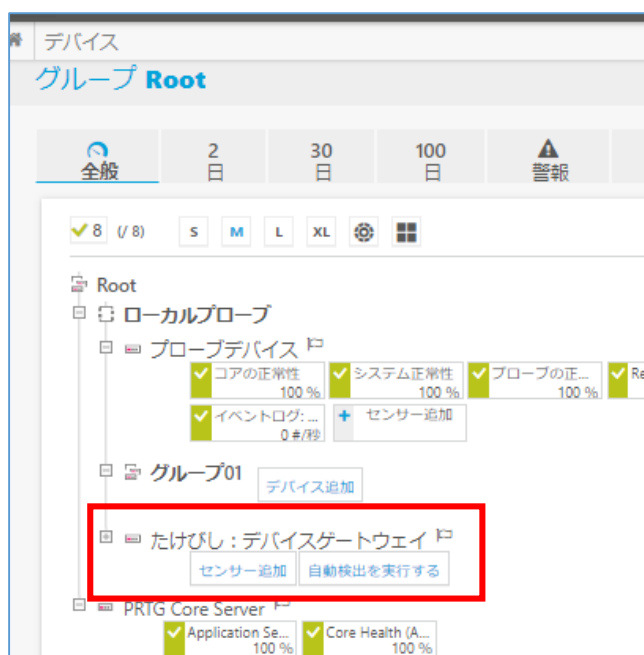 デバイス
グループ Root
全般
2
日
30
日
100
日
警報
8 (/ 8) S M L XL
Root
ローカルプローブ
プローブデバイス
コアの正常性
100 %
システム正常性
100 %
プローブの正...
100 %
Re
イベントログ: ...
0 #/秒
センサー追加
グループ01
デバイス追加
たけびし：デバイスゲートウェイ
センサー追加
自動検出を実行する
PRTG Core Server
Application Se...
100 %
Core Health (A...
100 %